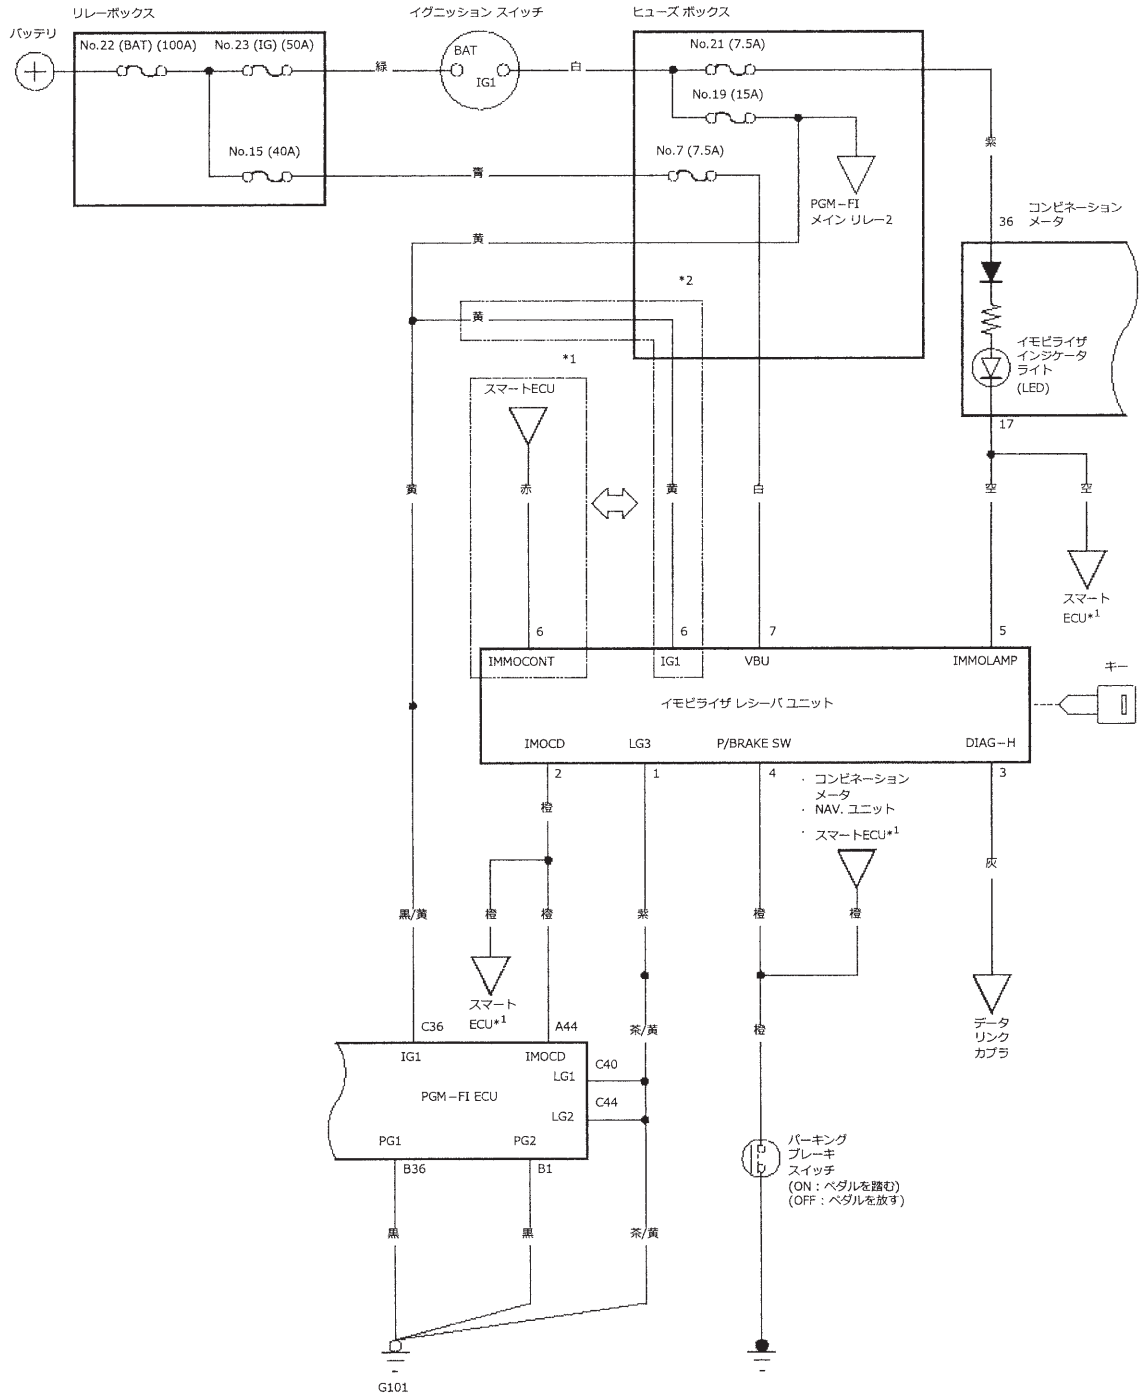 リレーボックス
イグニッション スイッチ
ヒューズ ボックス
バッテリ
No.22 (BAT) (100A)
No.23 (IG) (50A)
BAT
IG1
No.21 (7.5A)
緑
白
No.19 (15A)
No.15 (40A)
No.7 (7.5A)
青
紫
PGM−FI
メイン リレー2
36
コンビネーション
メータ
黄
*2
黄
イモビライザ
インジケータ
ライト
(LED)
*1
スマートECU
17
黄
赤
黄
白
空
空
スマート
ECU*1
6
6
7
5
IMMOCONT
IG1
VBU
IMMOLAMP
キー
イモビライザ レシーバ ユニット
IMOCD
LG3
P/BRAKE SW
DIAG−H
2
1
4
3
・ コンビネーション
メータ
・ NAV. ユニット
・ スマートECU*1
橙
灰
黒/黄
橙
橙
紫
橙
橙
スマート
ECU*1
データ
リンク
カプラ
C36
A44
茶/黄
橙
IG1
IMOCD
C40
LG1
PGM−FI ECU
C44
LG2
PG1
PG2
B36
B1
パーキング
ブレーキ
スイッチ
(ON : ペダルを踏む)
(OFF : ペダルを放す)
黒
黒
茶/黄
G101